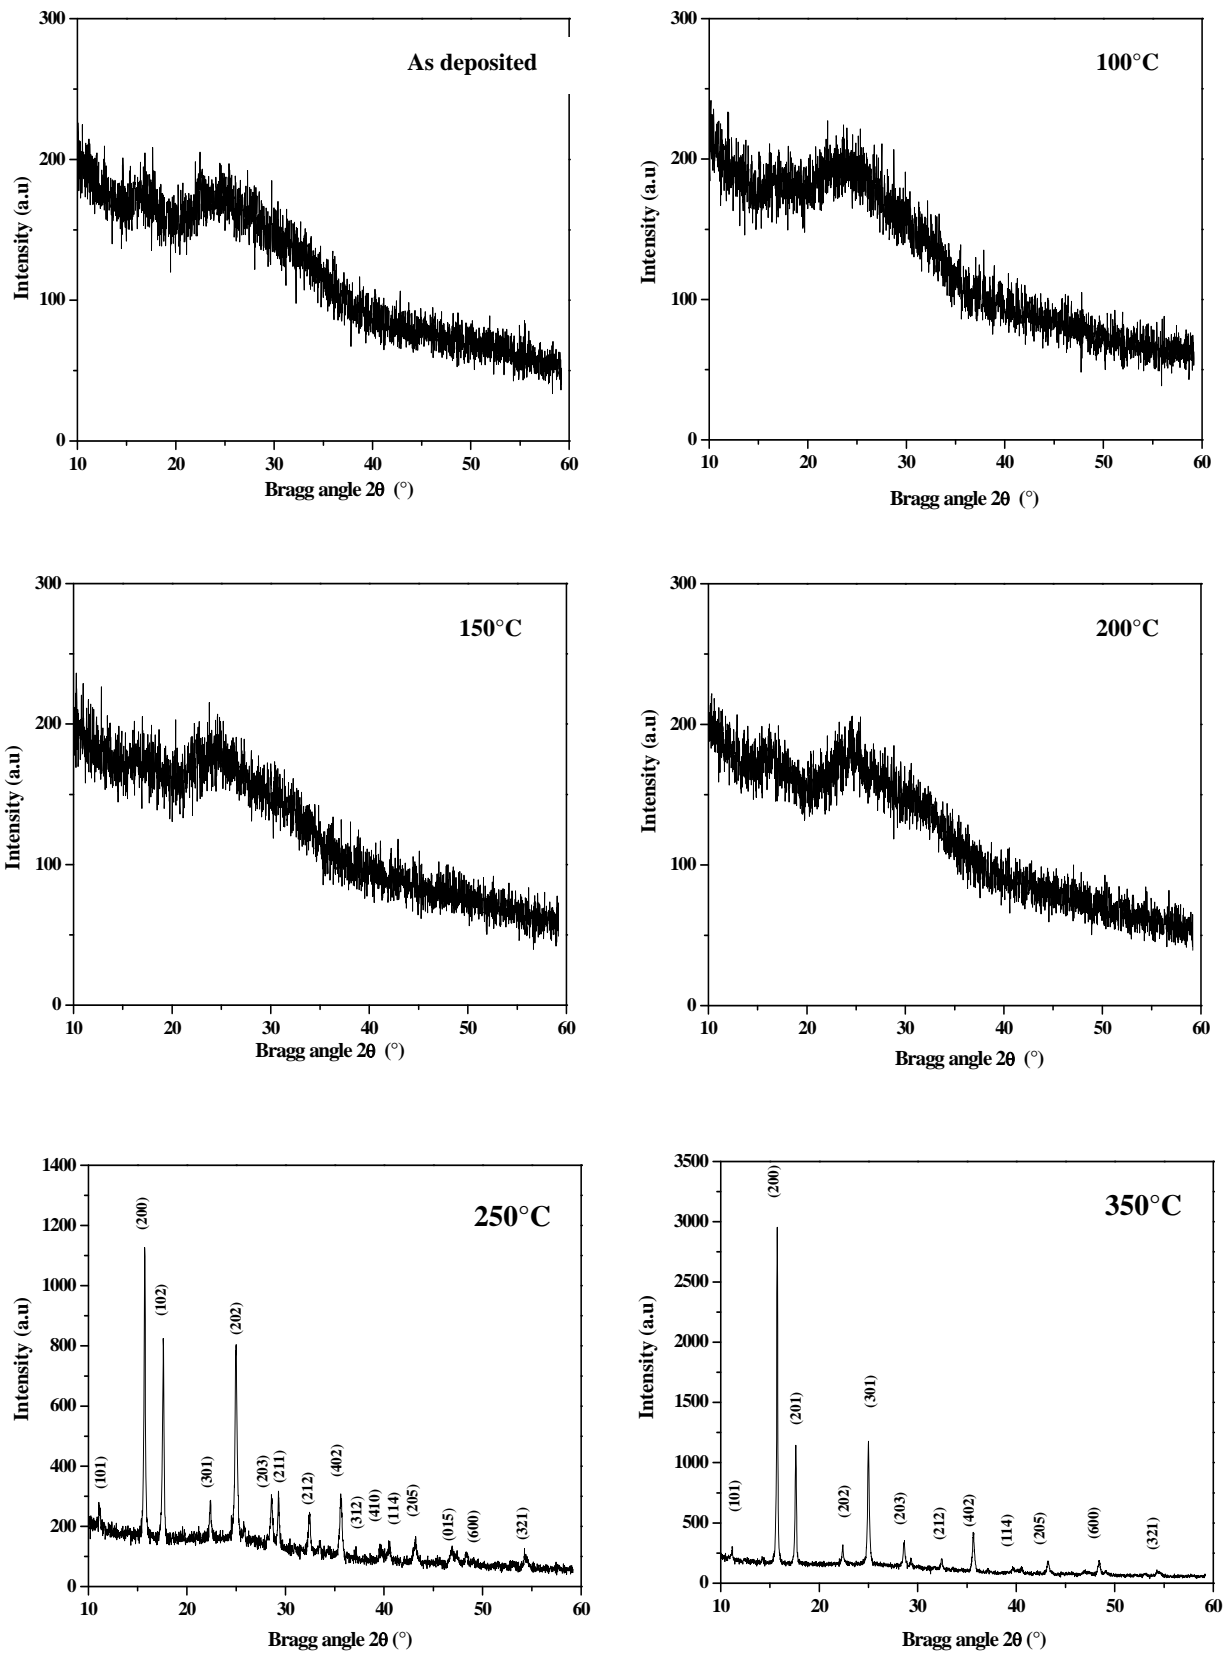 As deposited
300
200
100
0
10 20 30 40 50 60
Intensity (a.u)
Bragg angle 2θ (°)
100°C
300
200
100
0
10 20 30 40 50 60
Intensity (a.u)
Bragg angle 2θ (°)
150°C
300
200
100
0
10 20 30 40 50 60
Intensity (a.u)
Bragg angle 2θ (°)
200°C
300
200
100
0
10 20 30 40 50 60
Intensity (a.u)
Bragg angle 2θ (°)
250°C
1400
1200
1000
800
600
400
200
0
10 20 30 40 50 60
Intensity (a.u)
Bragg angle 2θ (°)
(101)
(200)
(102)
(301)
(202)
(203)
(211)
(212)
(402)
(312)
(410)
(114)
(205)
(015)
(600)
(321)
350°C
3500
3000
2500
2000
1500
1000
500
0
10 20 30 40 50 60
Intensity (a.u)
Bragg angle 2θ (°)
(101)
(200)
(201)
(202)
(301)
(203)
(212)
(402)
(114)
(205)
(600)
(321)